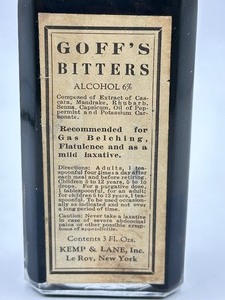 GOFF'S
BITTERS
ALCOHOL 6%
Composed of Extract of Cas-
cara, Mandrake, Rhubarb,
Senna, Capsicum, Oil of Pep-
permint and Potassium Car-
bonate.
Recommended for
Gas Belching,
Flatulence and as
a mild laxative.
Directions: Adults, 1 tea-
spoonful four times a day after
each meal and before retiring.
Children 5 to 12 years, 5 to
drops. For a purgative dose,
1 tablespoonful, for an adult;
for children 6 to 12 years, 1 tea-
spoonful. To be used occasion-
ally as indicated and not over
a long period of time.
Caution: Never take a laxative
in case of severe abdominal
pains or other possible symp-
toms of appendicitis.
Contents 3 Fl. Ozs.
KEMP & LANE, Inc.
Le Roy, New York